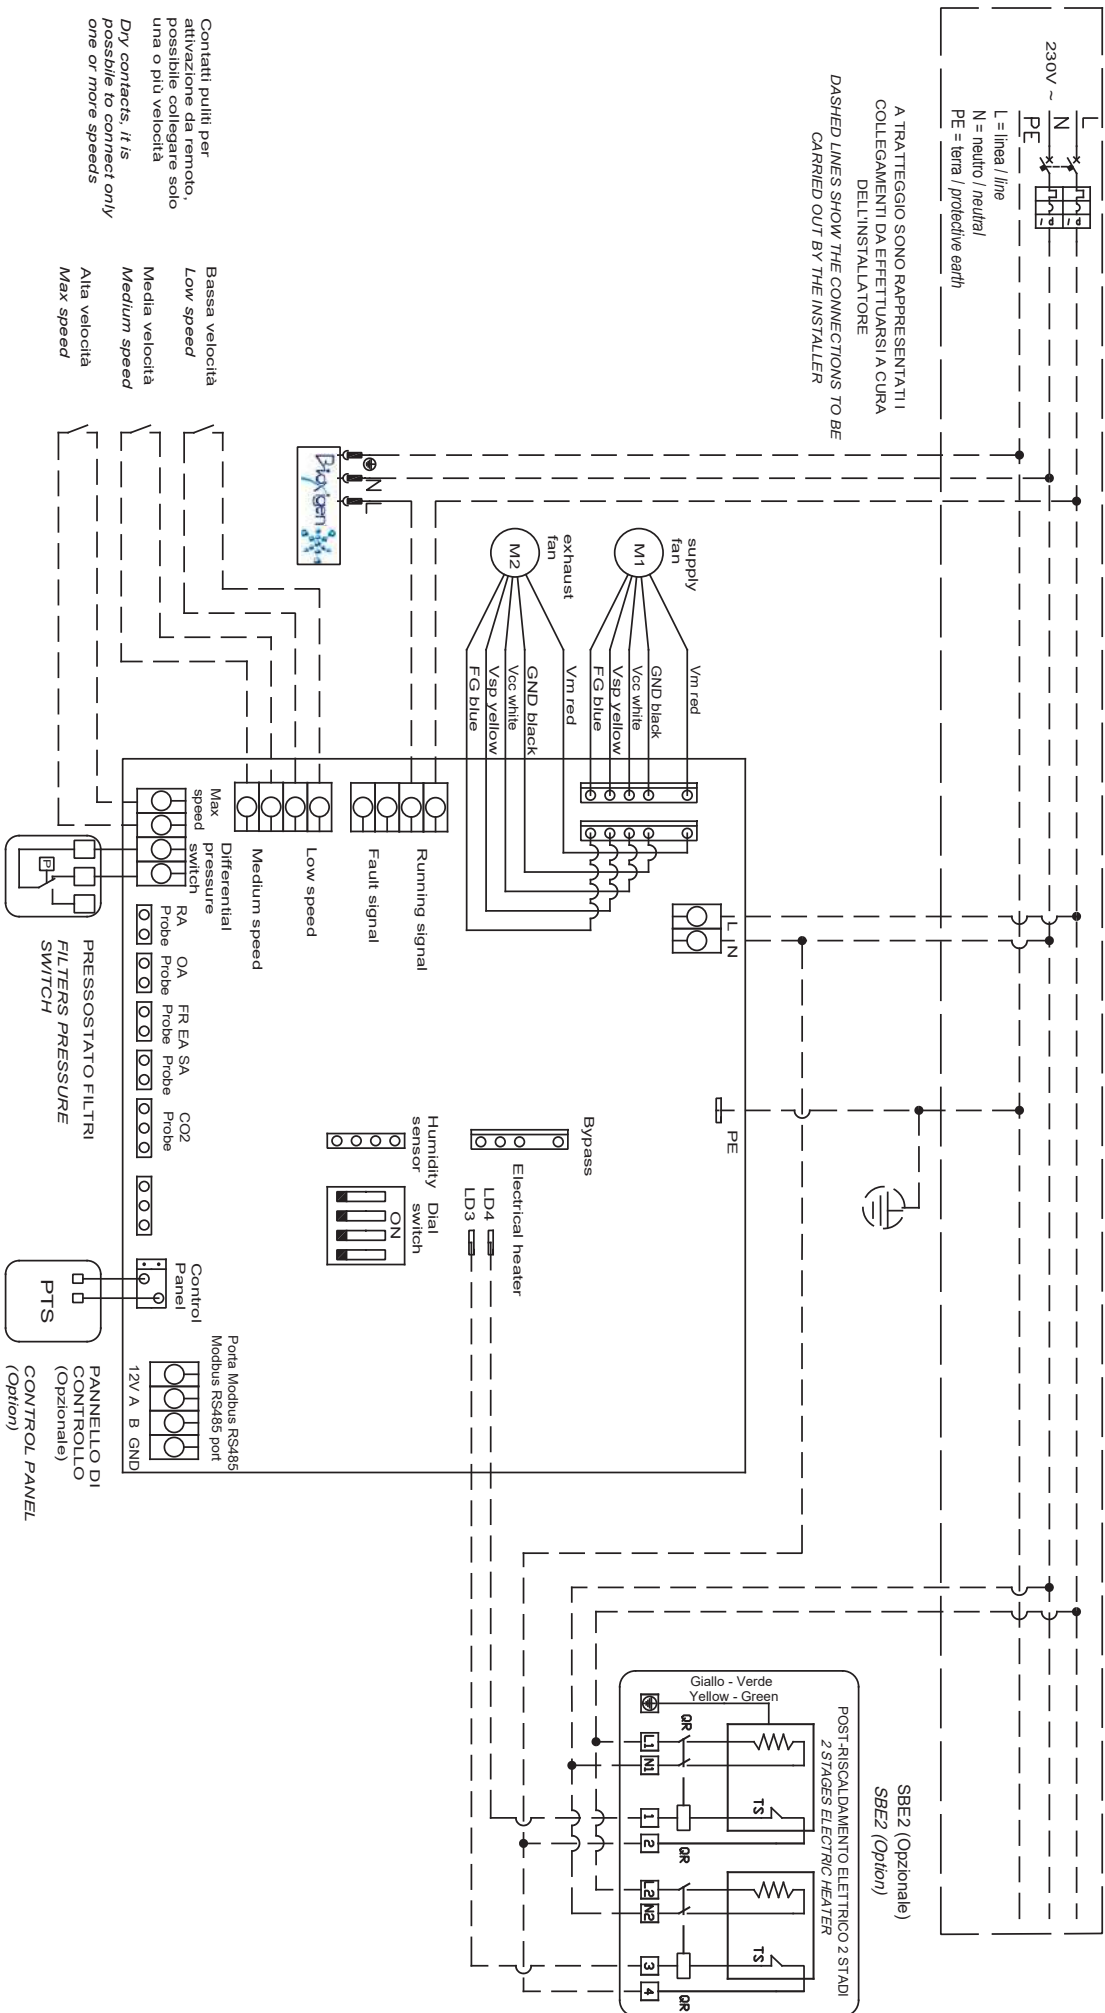 230V ~
L
N
PE
L = linea / line
N = neutro / neutral
PE = terra / protective earth
A TRATTEGGIO SONO RAPPRESENTATI I
COLLEGAMENTI DA EFFETTUARSI A CURA
DELL'INSTALLATORE
DASHED LINES SHOW THE CONNECTIONS TO BE
CARRIED OUT BY THE INSTALLER
Contatti puliti per
attivazione da remoto,
possibile collegare solo
una o più velocità
Dry contacts, it is
possbile to connect only
one or more speeds
Bassa velocità
Low speed
Media velocità
Medium speed
Alta velocità
Max speed
Bioxigen
N
L
supply
fan
M1
exhaust
fan
M2
Vm red
GND black
Vcc white
Vsp yellow
FG blue
Vm red
GND black
Vcc white
Vsp yellow
FG blue
L
N
PE
Running signal
Fault signal
Low speed
Medium speed
Max
speed
Differential
pressure
switch
RA
Probe
OA
Probe
FR EA
Probe
SA
Probe
CO2
Probe
Bypass
Electrical heater
LD4
LD3
Humidity
sensor
Dial
switch
ON
Control
Panel
Porta Modbus RS485
Modbus RS485 port
12V A B GND
P
PRESSOSTATO FILTRI
FILTERS PRESSURE
SWITCH
PTS
PANNELLO DI
CONTROLLO
(Opzionale)
CONTROL PANEL
(Option)
SBE2 (Opzionale)
SBE2 (Option)
POST-RISCALDAMENTO ELETTRICO 2 STADI
2 STAGES ELECTRIC HEATER
Giallo - Verde
Yellow - Green
QR
TS
QR
QR
TS
QR
L1
N1
1
2
L2
N2
3
4